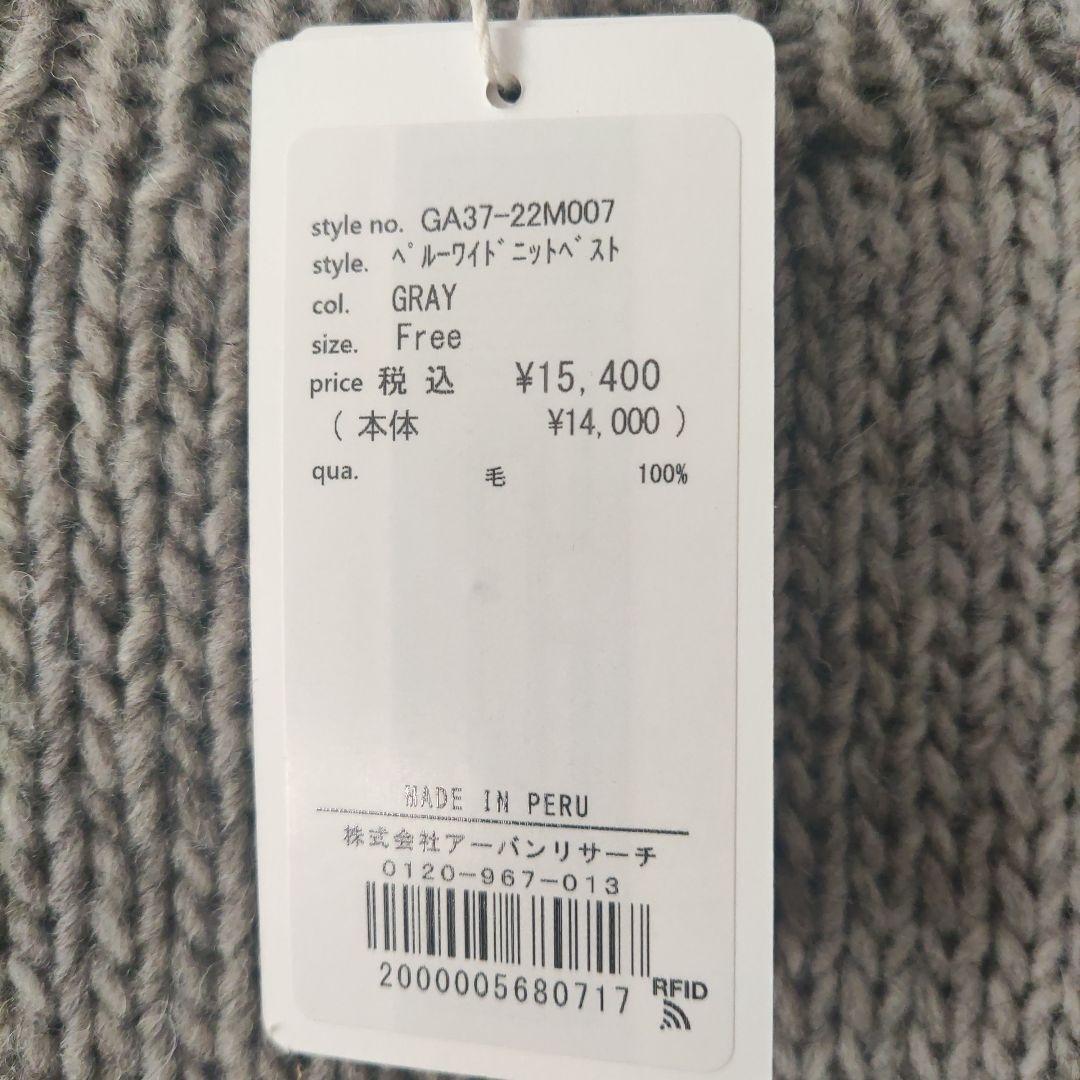 style no. GA37-22M007
style. ﾍﾟﾙｰﾜｲﾄﾞﾆｯﾄﾍﾞｽﾄ
col. GRAY
size. Free
price 税 込 ¥15,400
( 本体 ¥14,000 )
qua. 毛 100%
MADE IN PERU
株式会社アーバンリサーチ
0120-967-013
2000005680717
RFID